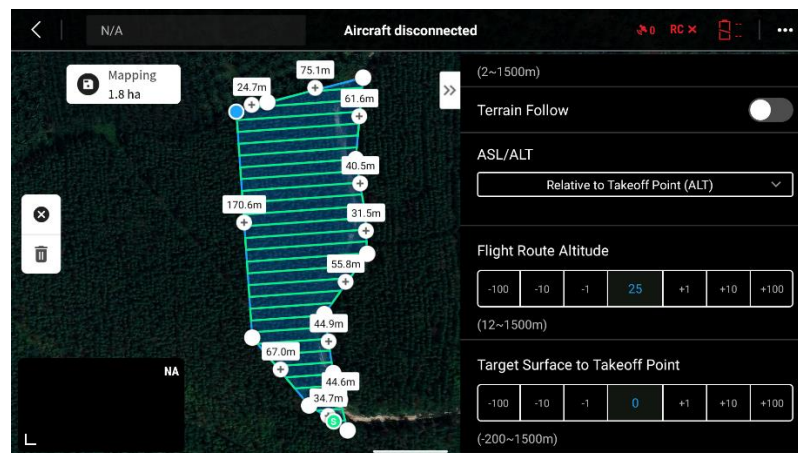 N/A
Aircraft disconnected
0
RC
Mapping
1.8 ha
75.1m
24.7m
61.6m
40.5m
170.6m
31.5m
55.8m
44.9m
67.0m
44.6m
34.7m
S
NA
(2~1500m)
Terrain Follow
ASL/ALT
Relative to Takeoff Point (ALT)
Flight Route Altitude
-100 -10 -1 25 +1 +10 +100
(12~1500m)
Target Surface to Takeoff Point
-100 -10 -1 0 +1 +10 +100
(-200~1500m)